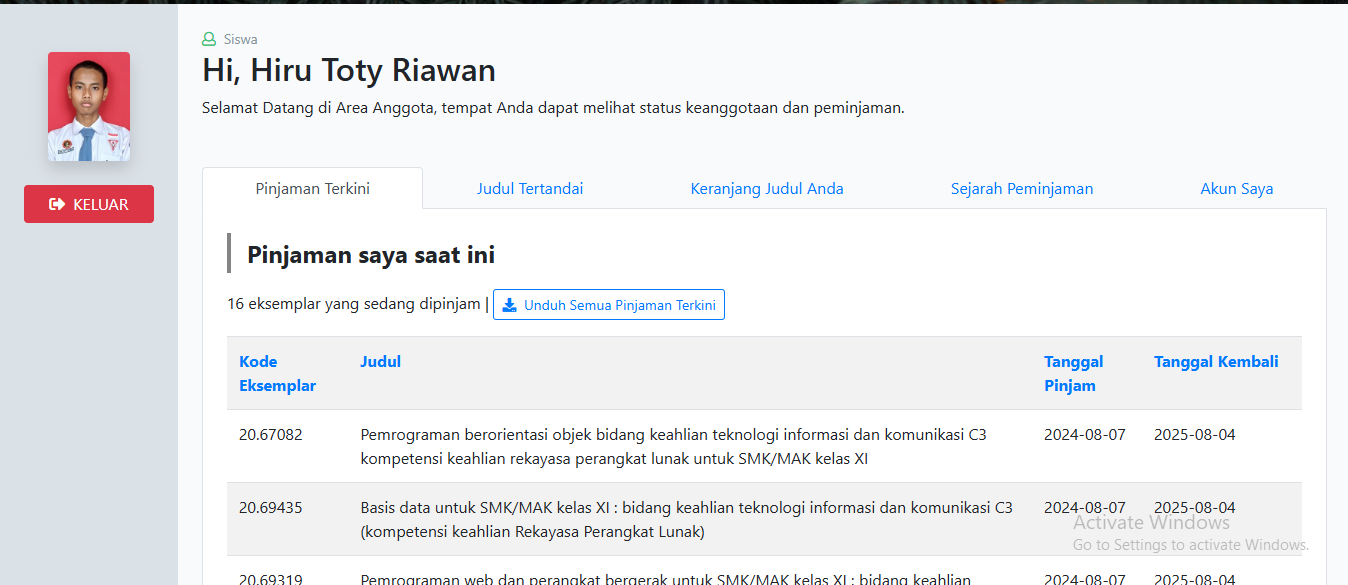 Siswa
Hi, Hiru Toty Riawan
Selamat Datang di Area Anggota, tempat Anda dapat melihat status keanggotaan dan peminjaman.
KELUAR
Pinjaman Terkini Judul Tertandai Keranjang Judul Anda Sejarah Peminjaman Akun Saya
Pinjaman saya saat ini
16 eksemplar yang sedang dipinjam | Unduh Semua Pinjaman Terkini
Kode Eksemplar Judul Tanggal Pinjam Tanggal Kembali
20.67082 Pemrograman berorientasi objek bidang keahlian teknologi informasi dan komunikasi C3 2024-08-07 2025-08-04
kompetensi keahlian rekayasa perangkat lunak untuk SMK/MAK kelas XI
20.69435 Basis data untuk SMK/MAK kelas XI : bidang keahlian teknologi informasi dan komunikasi C3 2024-08-07 2025-08-04
(kompetensi keahlian Rekayasa Perangkat Lunak)
Activate Windows
Go to Settings to activate Windows.
20.69319 Pemrograman web dan perangkat bergerak untuk SMK/MAK kelas XI : bidang keahlian 2024-08-07 2025-08-04